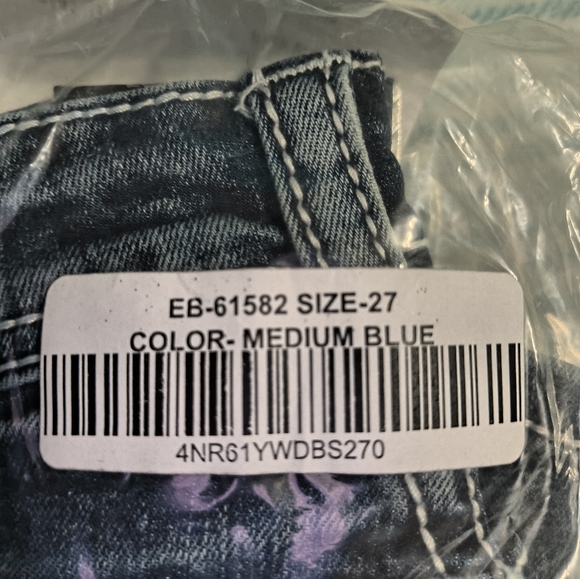 EB-61582 SIZE-27
COLOR- MEDIUM BLUE
4NR61YWDBS270